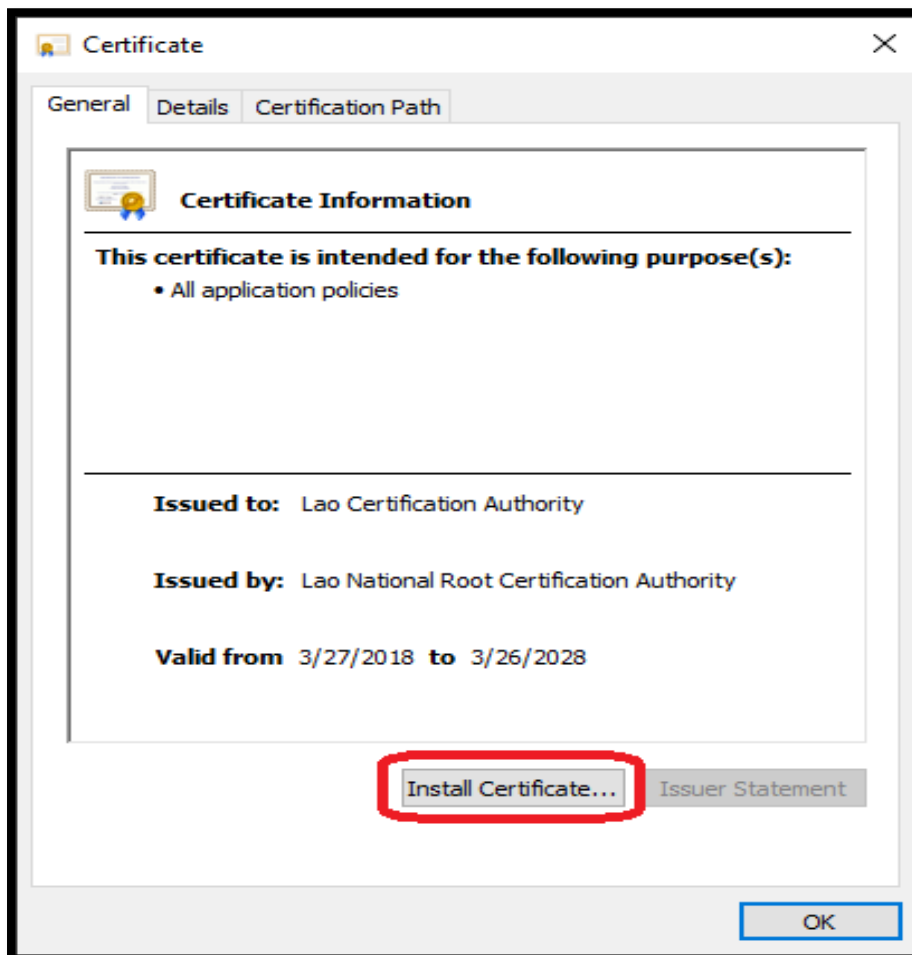 Certificate
General Details Certification Path
Certificate Information
This certificate is intended for the following purpose(s):
• All application policies
Issued to: Lao Certification Authority
Issued by: Lao National Root Certification Authority
Valid from 3/27/2018 to 3/26/2028
Install Certificate... Issuer Statement
OK